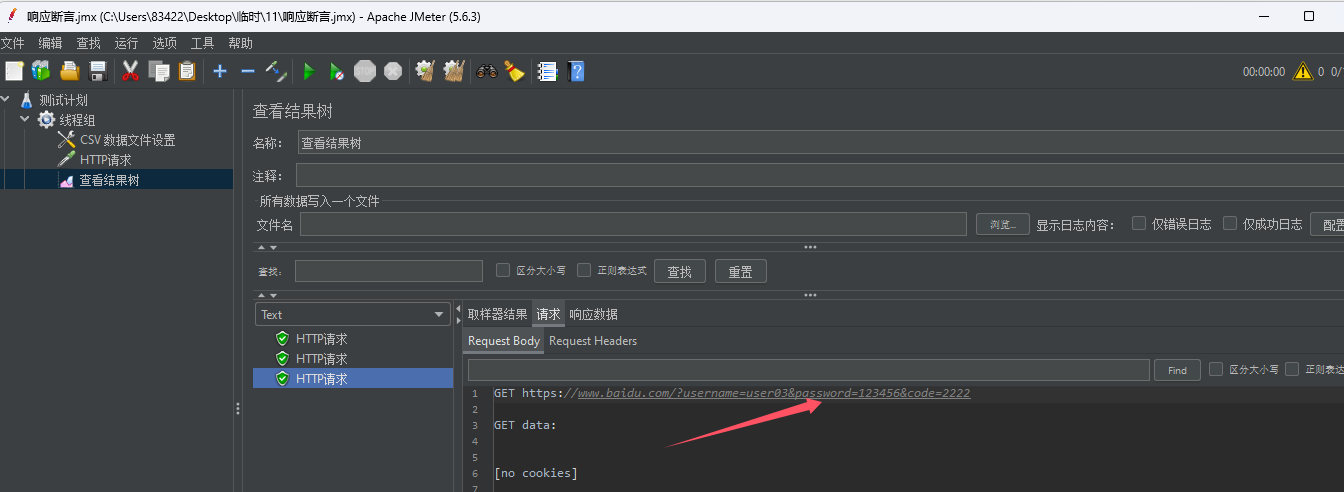 响应断言.jmx (C:\Users\83422\Desktop\临时\11\响应断言.jmx) - Apache JMeter (5.6.3)
文件 编辑 查找 运行 选项 工具 帮助
STOP 00:00:00 0 0/
测试计划
线程组
CSV 数据文件设置
HTTP请求
查看结果树
查看结果树
名称: 查看结果树
注释:
所有数据写入一个文件
文件名 浏览... 显示日志内容: 仅错误日志 仅成功日志 配置
查找: 区分大小写 正则表达式 查找 重置
Text 取样器结果 请求 响应数据
HTTP请求
HTTP请求
HTTP请求
Request Body Request Headers
Find 区分大小写 正则表达
1 GET https://www.baidu.com/?username=user03&password=123456&code=2222
2
3 GET data:
4
5
6 [no cookies]
7